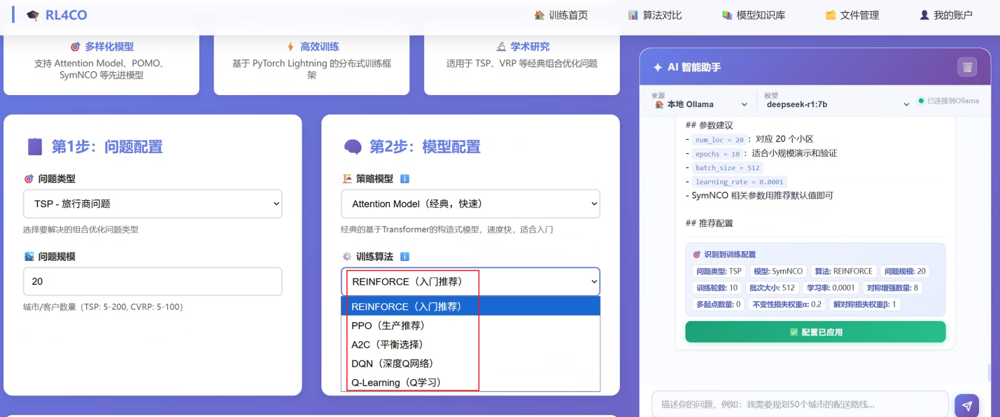 RL4CO
训练首页
算法对比
模型知识库
文件管理
我的账户
多样化模型
支持 Attention Model、POMO、
SymNCO 等先进模型
高效训练
基于 PyTorch Lightning 的分布式训练框
架
学术研究
适用于 TSP、VRP 等经典组合优化问题
第1步：问题配置
问题类型
TSP - 旅行商问题
选择要解决的组合优化问题类型
问题规模
20
城市/客户数量（TSP: 5-200, CVRP: 5-100）
第2步：模型配置
策略模型
Attention Model（经典，快速）
经典的基于Transformer的构造式模型，速度快，适合入门
训练算法
REINFORCE（入门推荐）
REINFORCE（入门推荐）
PPO（生产推荐）
A2C（平衡选择）
DQN（深度Q网络）
Q-Learning（Q学习）
AI 智能助手
来源
本地 Ollama
模型
deepseek-r1:7b
已连接到Ollama
## 参数建议
- num_loc = 20 ：对应 20 个小区
- epochs = 10 ：适合小规模演示和验证
- batch_size = 512
- learning_rate = 0.0001
- SymNCO 相关参数用推荐默认值即可
## 推荐配置
识别到训练配置
问题类型: TSP 模型: SymNCO 算法: REINFORCE 问题规模: 20
训练轮数: 10 批次大小: 512 学习率: 0.0001 对称增强数量: 8
多起点数量: 0 不变性损失权重α: 0.2 解对称损失权重β: 1
配置已应用
描述你的问题，例如：我需要规划50个城市的配送路线...